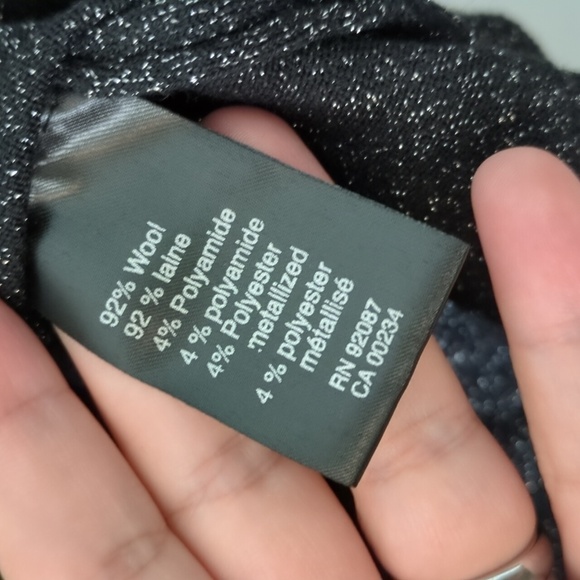 92% Wool
92 % laine
4% Polyamide
4 % polyamide
4% Polyester
:metallized
4 % polyester
métallisé
RN 92087
CA 00234